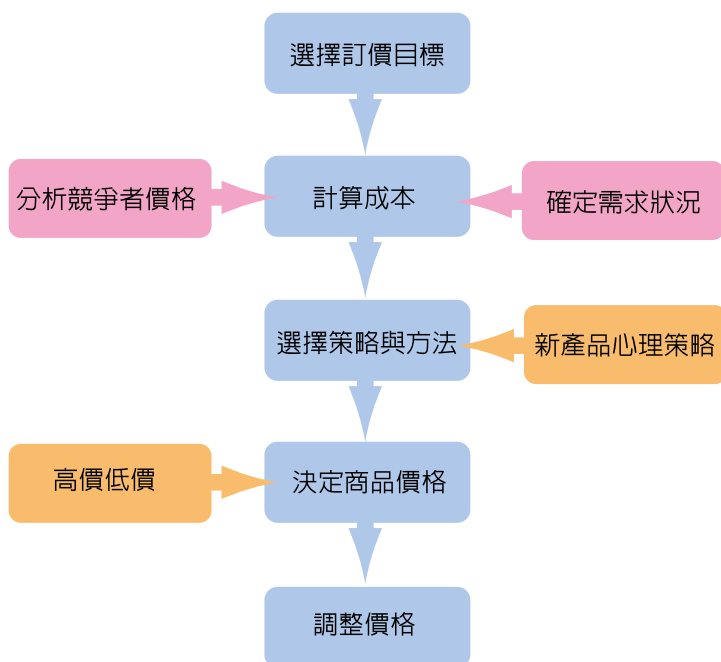 選擇訂價目標
分析競爭者價格
計算成本
確定需求狀況
選擇策略與方法
新產品心理策略
高價低價
決定商品價格
調整價格